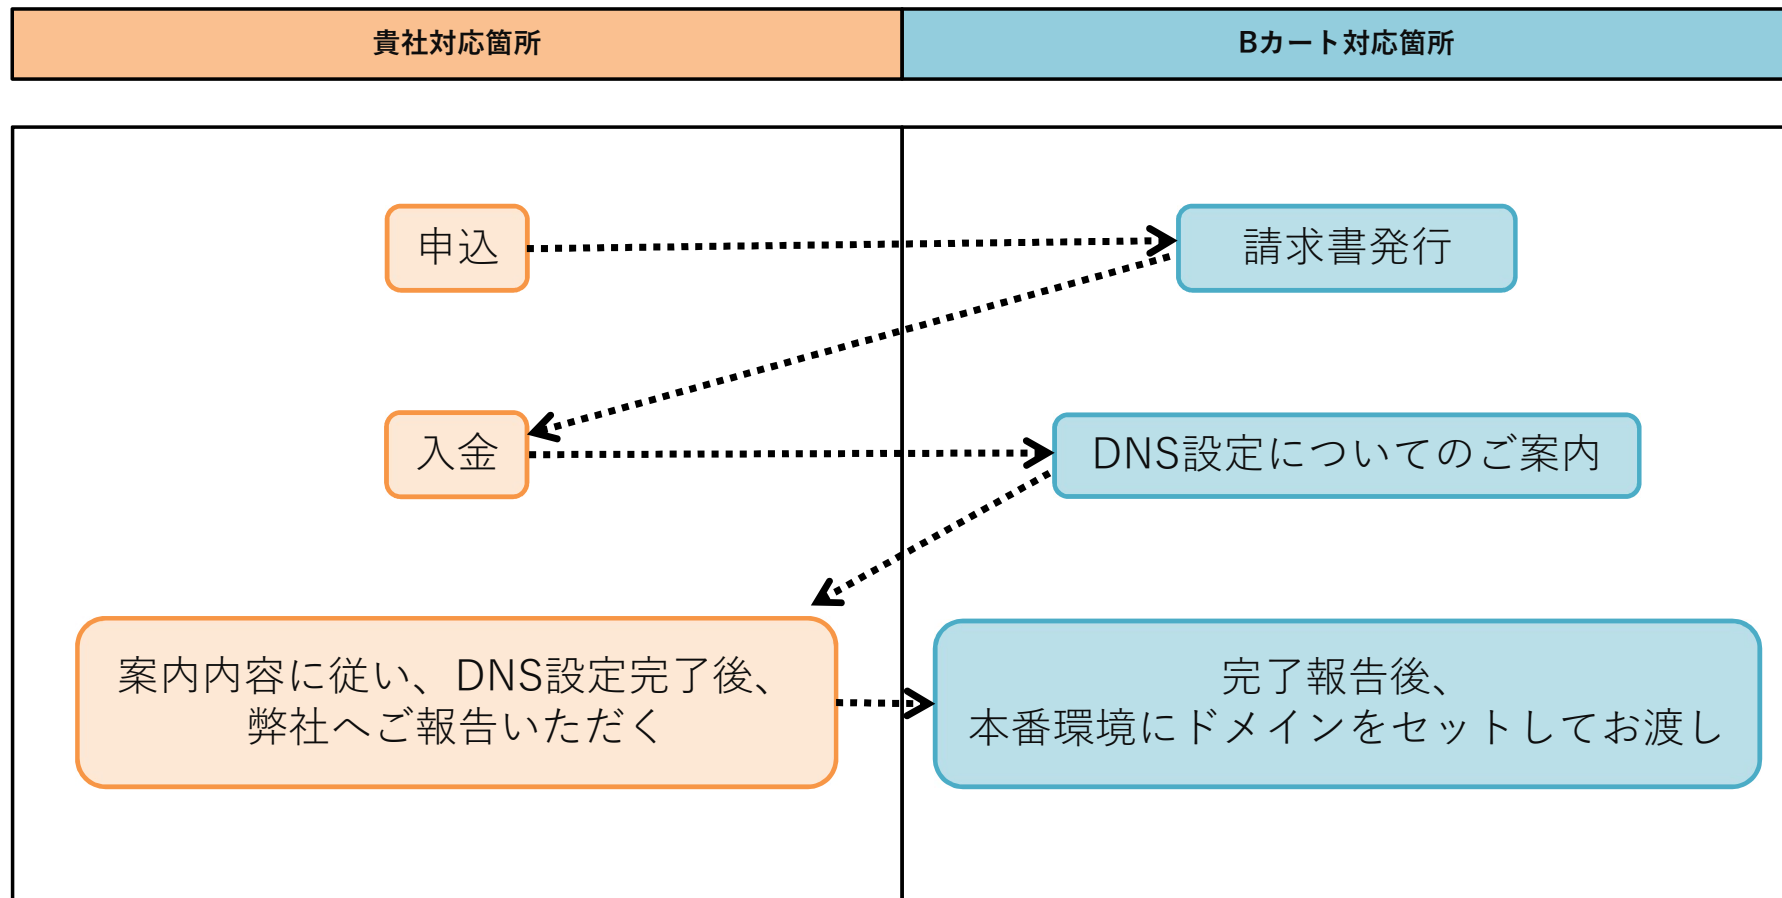 貴社対応箇所
Bカート対応箇所
申込
請求書発行
入金
DNS設定についてのご案内
案内内容に従い、DNS設定完了後、
弊社へご報告いただく
完了報告後、
本番環境にドメインをセットしてお渡し